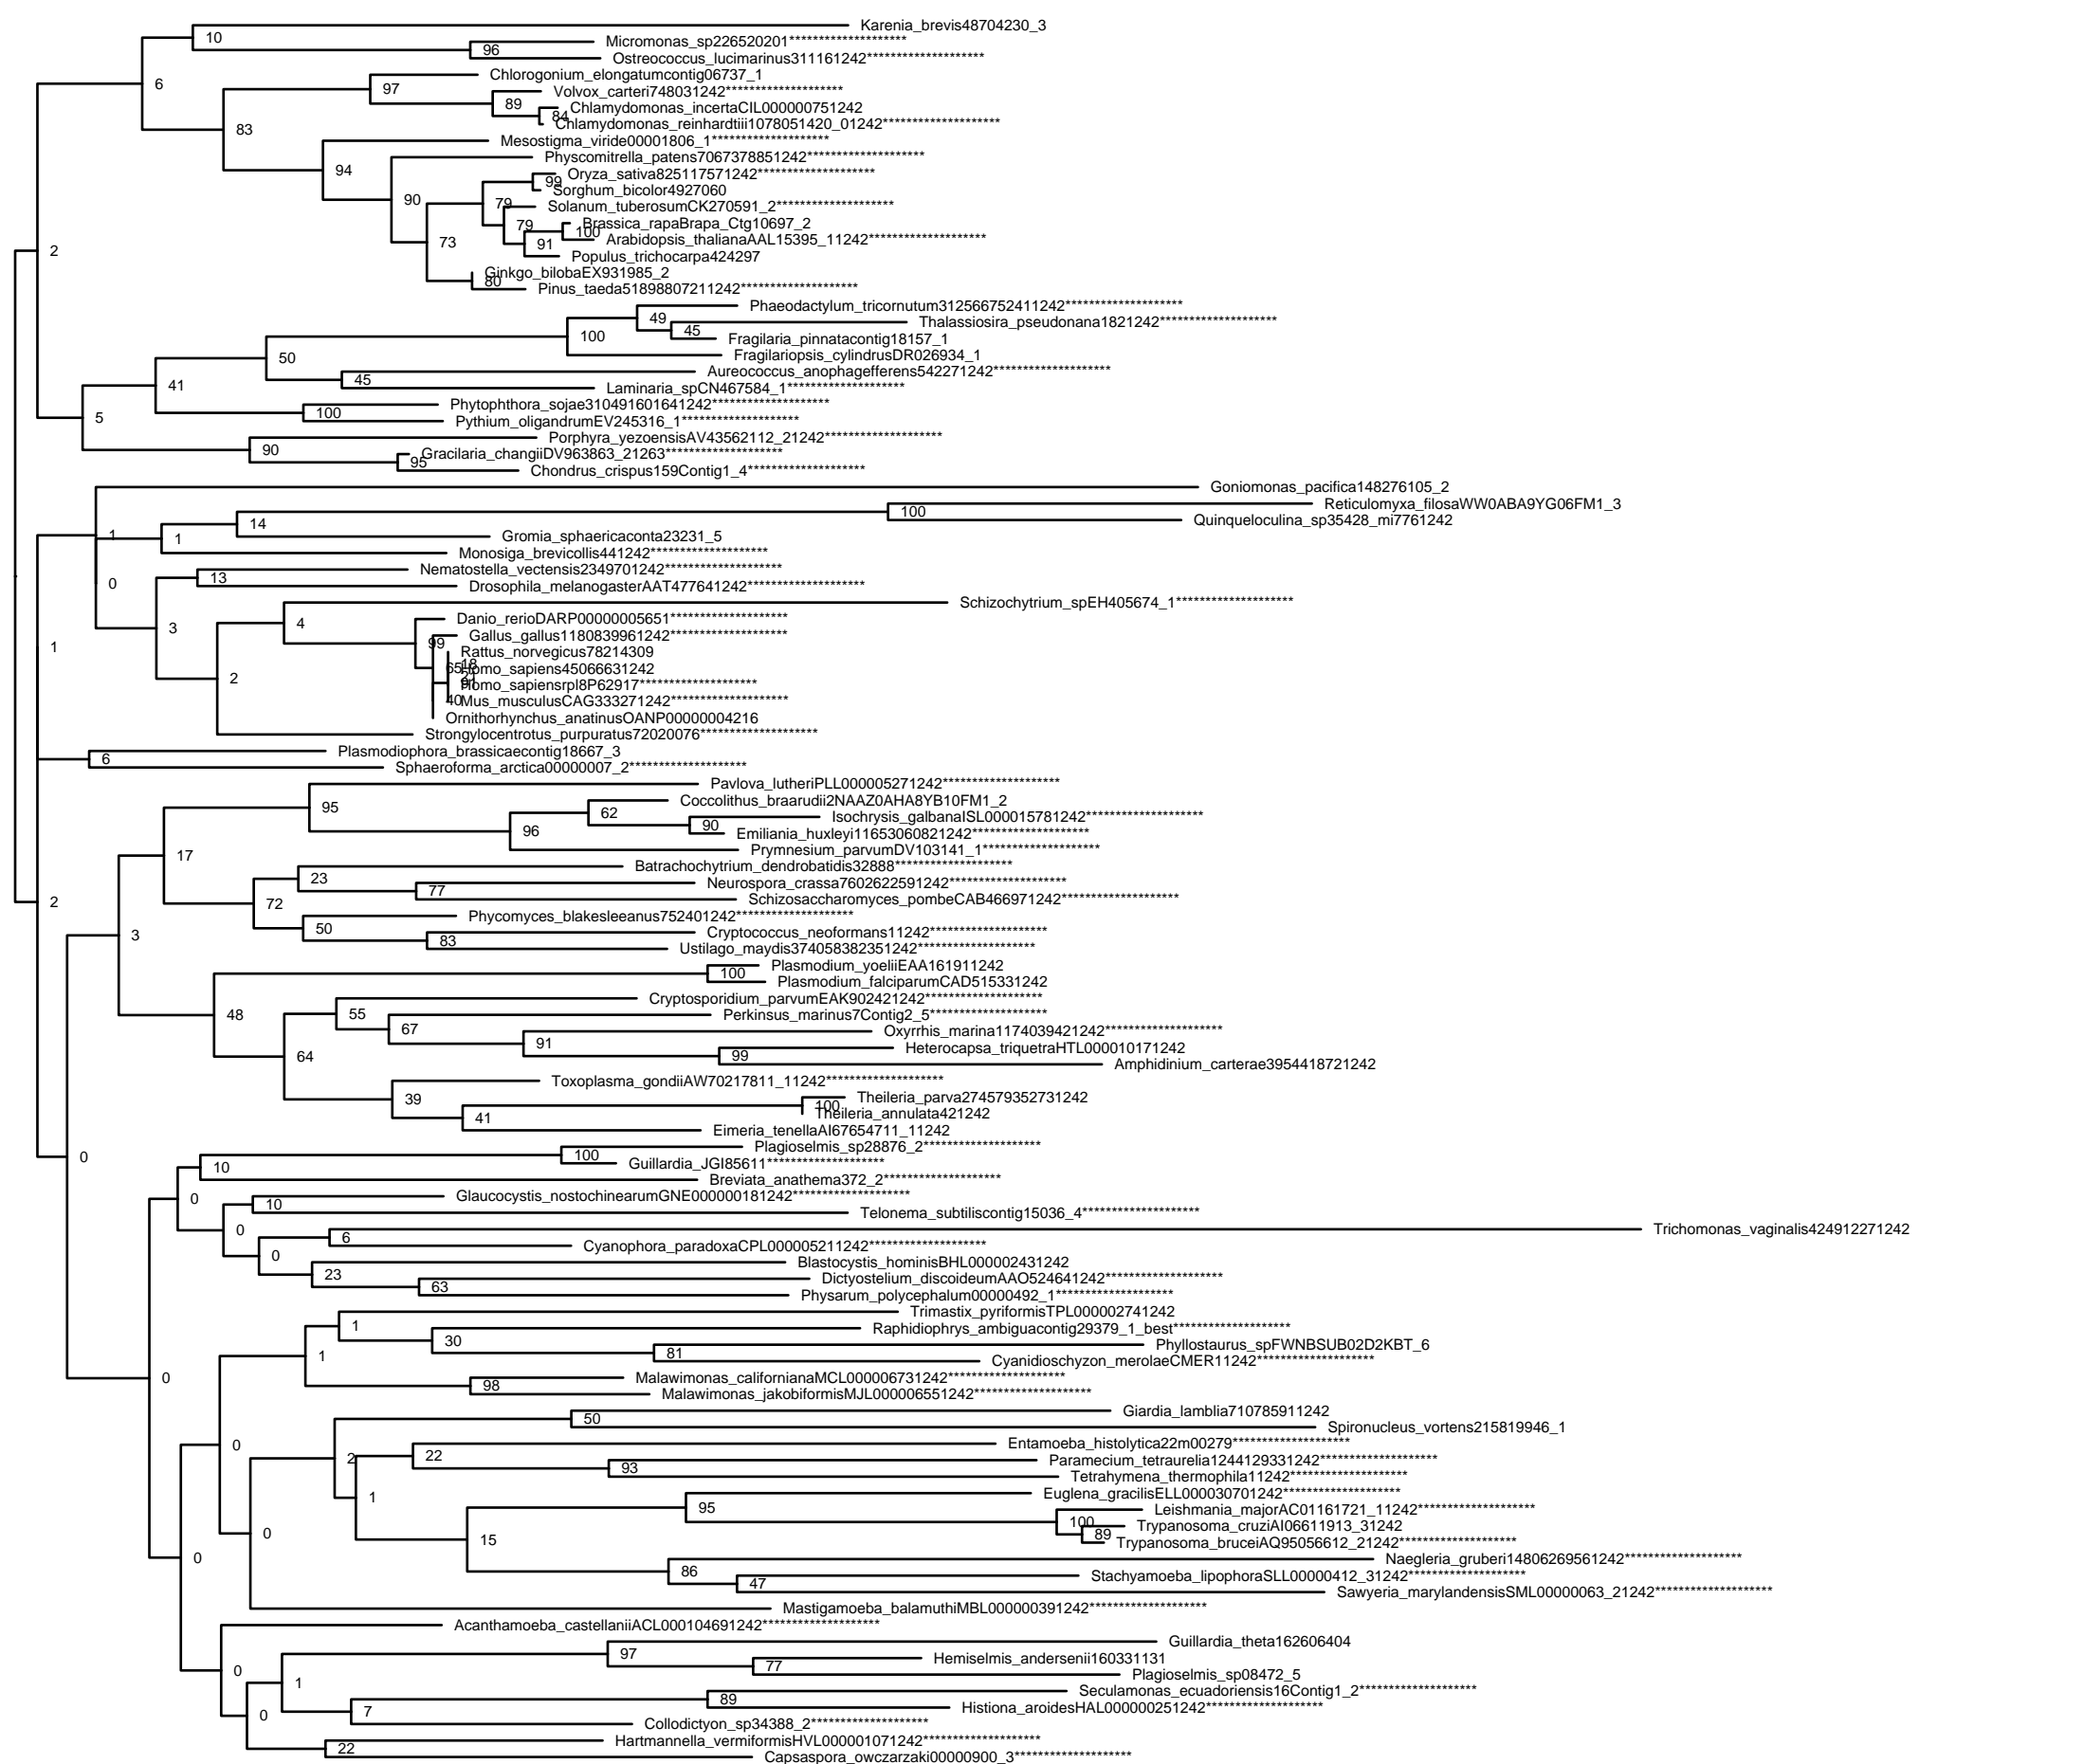 Karenia_brevis48704230_3
10
Micromonas_sp226520201********************
96
Ostreococcus_lucimarinus311161242********************
Chlorogonium_elongatumcontig06737_1
6
97
Volvox_carteri748031242********************
89
Chlamydomonas_incertaCIL000000751242
84
Chlamydomonas_reinhardtiii1078051420_01242********************
83
Mesostigma_viride00001806_1********************
Physcomitrella_patens7067378851242********************
94
Oryza_sativa825117571242********************
99
Sorghum_bicolor4927060
90
79
Solanum_tuberosumCK270591_2********************
Brassica_rapaBrapa_Ctg10697_2
79
100
Arabidopsis_thalianaAAL15395_11242********************
73
91
2
Populus_trichocarpa424297
Ginkgo_bilobaEX931985_2
80
Pinus_taeda51898807211242********************
Phaeodactylum_tricornutum312566752411242********************
49
Thalassiosira_pseudonana1821242********************
45
100
Fragilaria_pinnatacontig18157_1
50
Fragilariopsis_cylindrusDR026934_1
Aureococcus_anophagefferens542271242********************
45
41
Laminaria_spCN467584_1********************
Phytophthora_sojae310491601641242********************
100
5
Pythium_oligandrumEV245316_1********************
Porphyra_yezoensisAV43562112_21242********************
90
Gracilaria_changiiDV963863_21263********************
95
Chondrus_crispus159Contig1_4********************
Goniomonas_pacifica148276105_2
Reticulomyxa_filosaWW0ABA9YG06FM1_3
100
Quinqueloculina_sp35428_mi7761242
14
1
1
Gromia_sphaericaconta23231_5
Monosiga_brevicollis441242********************
Nematostella_vectensis2349701242********************
13
0
Drosophila_melanogasterAAT477641242********************
Schizochytrium_spEH405674_1********************
4
Danio_rerioDARP00000005651********************
3
Gallus_gallus1180839961242********************
99
1
Rattus_norvegicus78214309
65
18
Homo_sapiens45066631242
2
Homo_sapiensrpl8P62917********************
40
Mus_musculusCAG333271242********************
Ornithorhynchus_anatinusOANP00000004216
Strongylocentrotus_purpuratus72020076********************
Plasmodiophora_brassicaecontig18667_3
6
Sphaeroforma_arctica00000007_2********************
Pavlova_lutheriPLL000005271242********************
95
Coccolithus_braarudii2NAAZ0AHA8YB10FM1_2
62
Isochrysis_galbanaISL000015781242********************
90
96
Emiliania_huxleyi11653060821242********************
17
Prymnesium_parvumDV103141_1********************
Batrachochytrium_dendrobatidis32888********************
23
Neurospora_crassa7602622591242********************
77
2
72
Schizosaccharomyces_pombeCAB466971242********************
Phycomyces_blakesleeanus752401242********************
50
3
Cryptococcus_neoformans11242********************
83
Ustilago_maydis374058382351242********************
Plasmodium_yoeliiEAA161911242
100
Plasmodium_falciparumCAD515331242
Cryptosporidium_parvumEAK902421242********************
48
55
Perkinsus_marinus7Contig2_5********************
67
Oxyrrhis_marina1174039421242********************
91
Heterocapsa_triquetraHTL000010171242
64
99
Amphidinium_carterae3954418721242
Toxoplasma_gondiiAW70217811_11242********************
39
Theileria_parva274579352731242
100
Theileria_annulata421242
41
Eimeria_tenellaAI67654711_11242
Plagioselmis_sp28876_2********************
0
100
Guillardia_JGI85611********************
10
Breviata_anathema372_2********************
0
Glaucocystis_nostochinearumGNE000000181242********************
10
Telonema_subtiliscontig15036_4********************
0
Trichomonas_vaginalis424912271242
6
Cyanophora_paradoxaCPL000005211242********************
0
Blastocystis_hominisBHL000002431242
23
Dictyostelium_discoideumAAO524641242********************
63
Physarum_polycephalum00000492_1********************
Trimastix_pyriformisTPL000002741242
1
Raphidiophrys_ambiguacontig29379_1_best********************
30
Phyllostaurus_spFWNBSUB02D2KBT_6
1
81
Cyanidioschyzon_merolaeCMER11242********************
0
Malawimonas_californianaMCL000006731242********************
98
Malawimonas_jakobiformisMJL000006551242********************
Giardia_lamblia710785911242
50
Spironucleus_vortens215819946_1
0
Entamoeba_histolytica22m00279********************
2
22
Paramecium_tetraurelia1244129331242********************
93
Tetrahymena_thermophila11242********************
1
Euglena_gracilisELL000030701242********************
95
Leishmania_majorAC01161721_11242********************
100
Trypanosoma_cruziAI06611913_31242
0
89
15
Trypanosoma_bruceiAQ95056612_21242********************
0
Naegleria_gruberi14806269561242********************
86
Stachyamoeba_lipophoraSLL00000412_31242********************
47
Sawyeria_marylandensisSML00000063_21242********************
Mastigamoeba_balamuthiMBL000000391242********************
Acanthamoeba_castellaniiACL000104691242********************
Guillardia_theta162606404
97
Hemiselmis_andersenii160331131
0
77
Plagioselmis_sp08472_5
1
Seculamonas_ecuadoriensis16Contig1_2********************
89
Histiona_aroidesHAL000000251242********************
7
0
Collodictyon_sp34388_2********************
Hartmannella_vermiformisHVL000001071242********************
22
Capsaspora_owczarzaki00000900_3********************